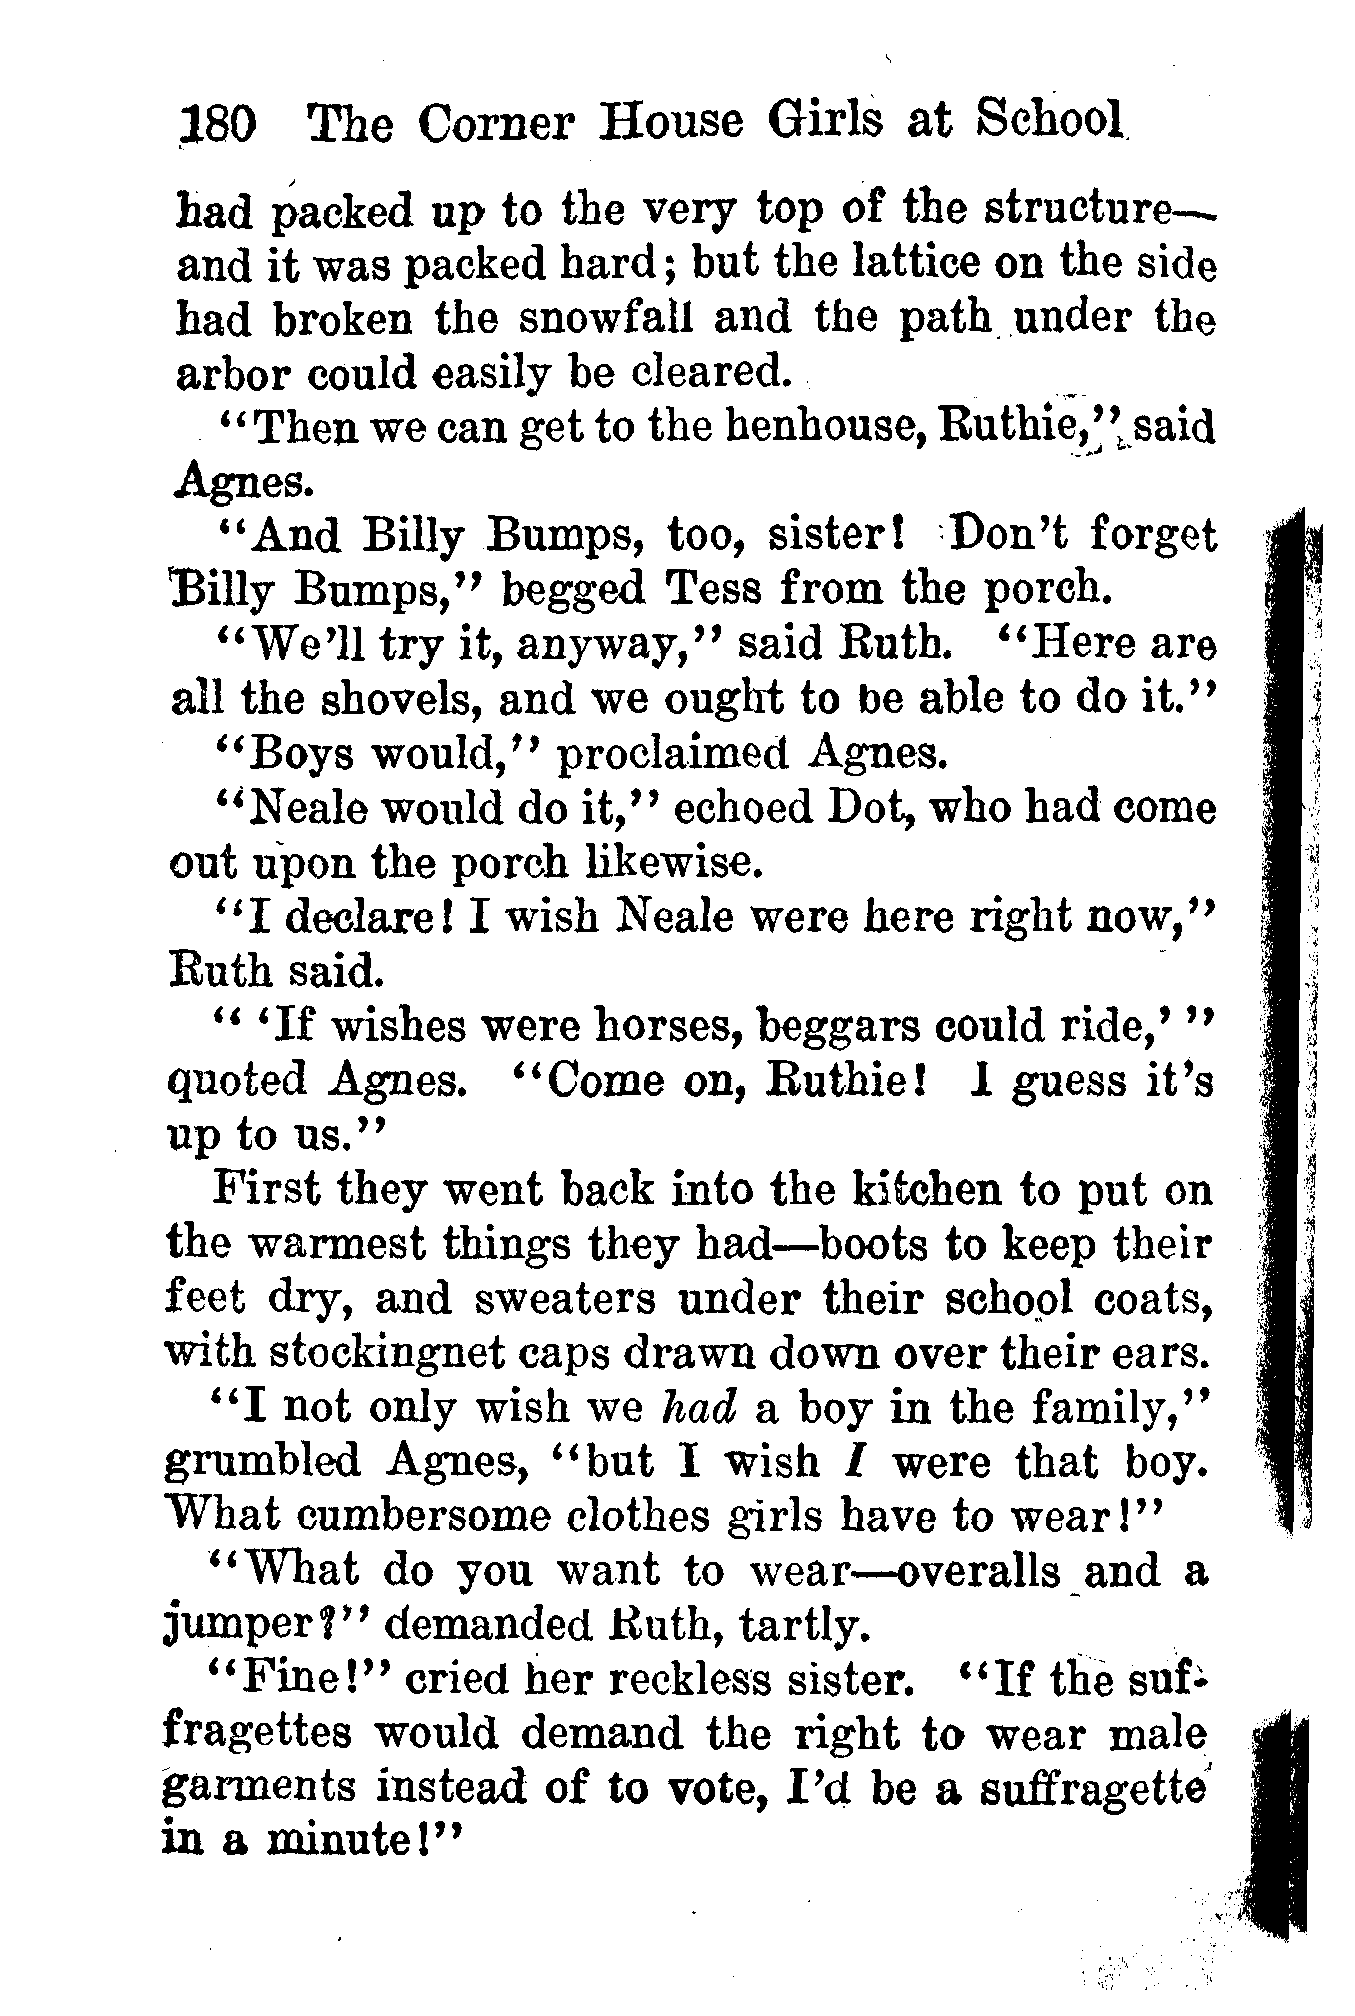 180 The Corner House Girls at School
had packed up to the very top of the structure—
and it was packed hard; but the lattice on the side
had broken the snowfall and the path under the
arbor could easily be cleared.
“Then we can get to the henhouse, Ruthie,” said
Agnes.
“And Billy Bumps, too, sister! Don’t forget
Billy Bumps,” begged Tess from the porch.
“We’ll try it, anyway,” said Ruth. “Here are
all the shovels, and we ought to be able to do it.”
“Boys would,” proclaimed Agnes.
“Neale would do it,” echoed Dot, who had come
out upon the porch likewise.
“I declare! I wish Neale were here right now,”
Ruth said.
“ ‘If wishes were horses, beggars could ride,’ ”
quoted Agnes. “Come on, Ruthie! I guess it’s
up to us.”
First they went back into the kitchen to put on
the warmest things they had—boots to keep their
feet dry, and sweaters under their school coats,
with stockingnet caps drawn down over their ears.
“I not only wish we had a boy in the family,”
grumbled Agnes, “but I wish I were that boy.
What cumbersome clothes girls have to wear!”
“What do you want to wear—overalls and a
jumper?” demanded Ruth, tartly.
“Fine!” cried her reckless sister. “If the suf-
fragettes would demand the right to wear male
garments instead of to vote, I’d be a suffragette
in a minute!”